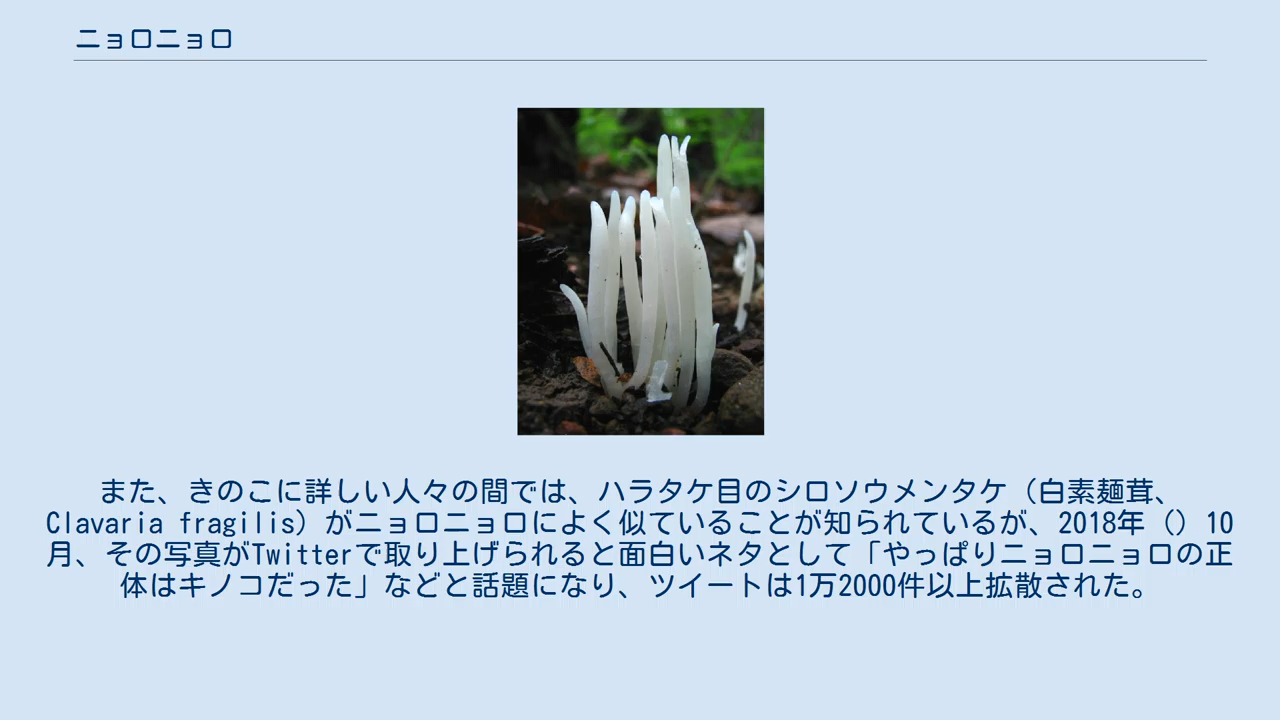 ニョロニョロ
また、きのこに詳しい人々の間では、ハラタケ目のシロソウメンタケ（白素麺茸、
Clavaria fragilis）がニョロニョロによく似ていることが知られているが、2018年（）10
月、その写真がTwitterで取り上げられると面白いネタとして「やっぱりニョロニョロの正
体はキノコだった」などと話題になり、ツイートは1万2000件以上拡散された。